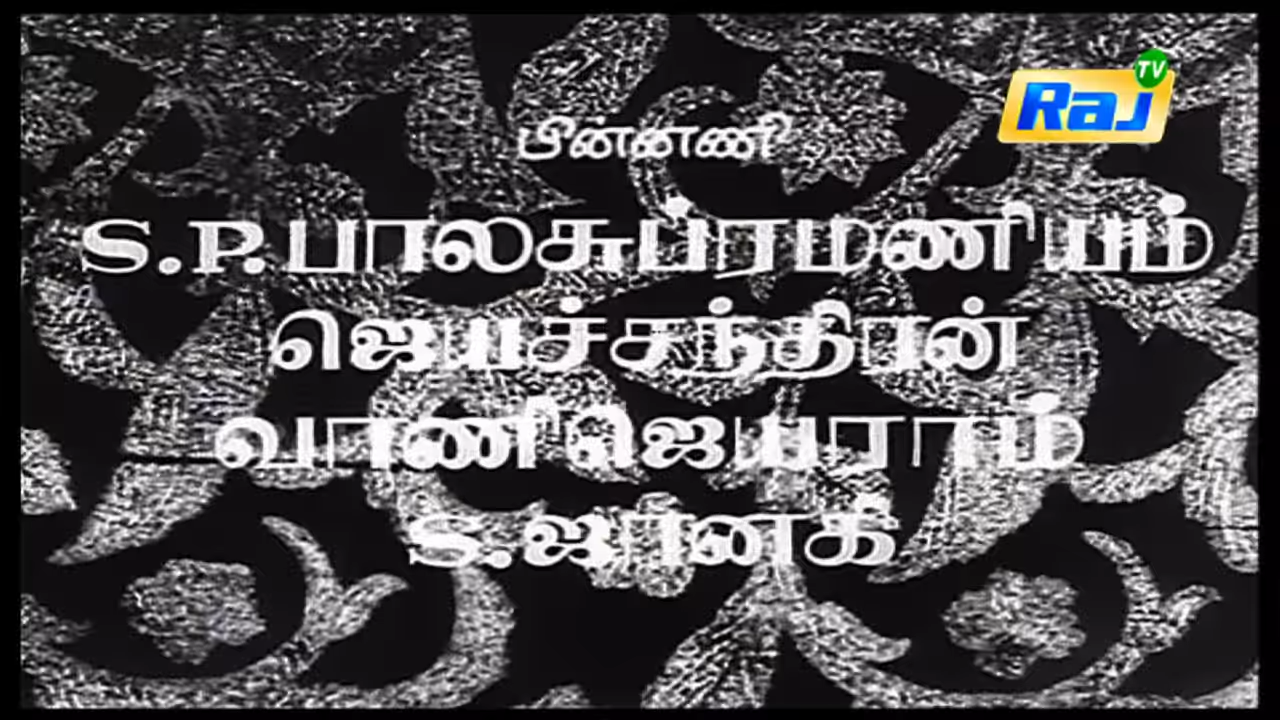 Raj TV
பின்னணி
S.P.பாலசுப்ரமணியம்
ஜெயச்சந்திரன்
வாணிஜெயராம்
S.ஜானகி